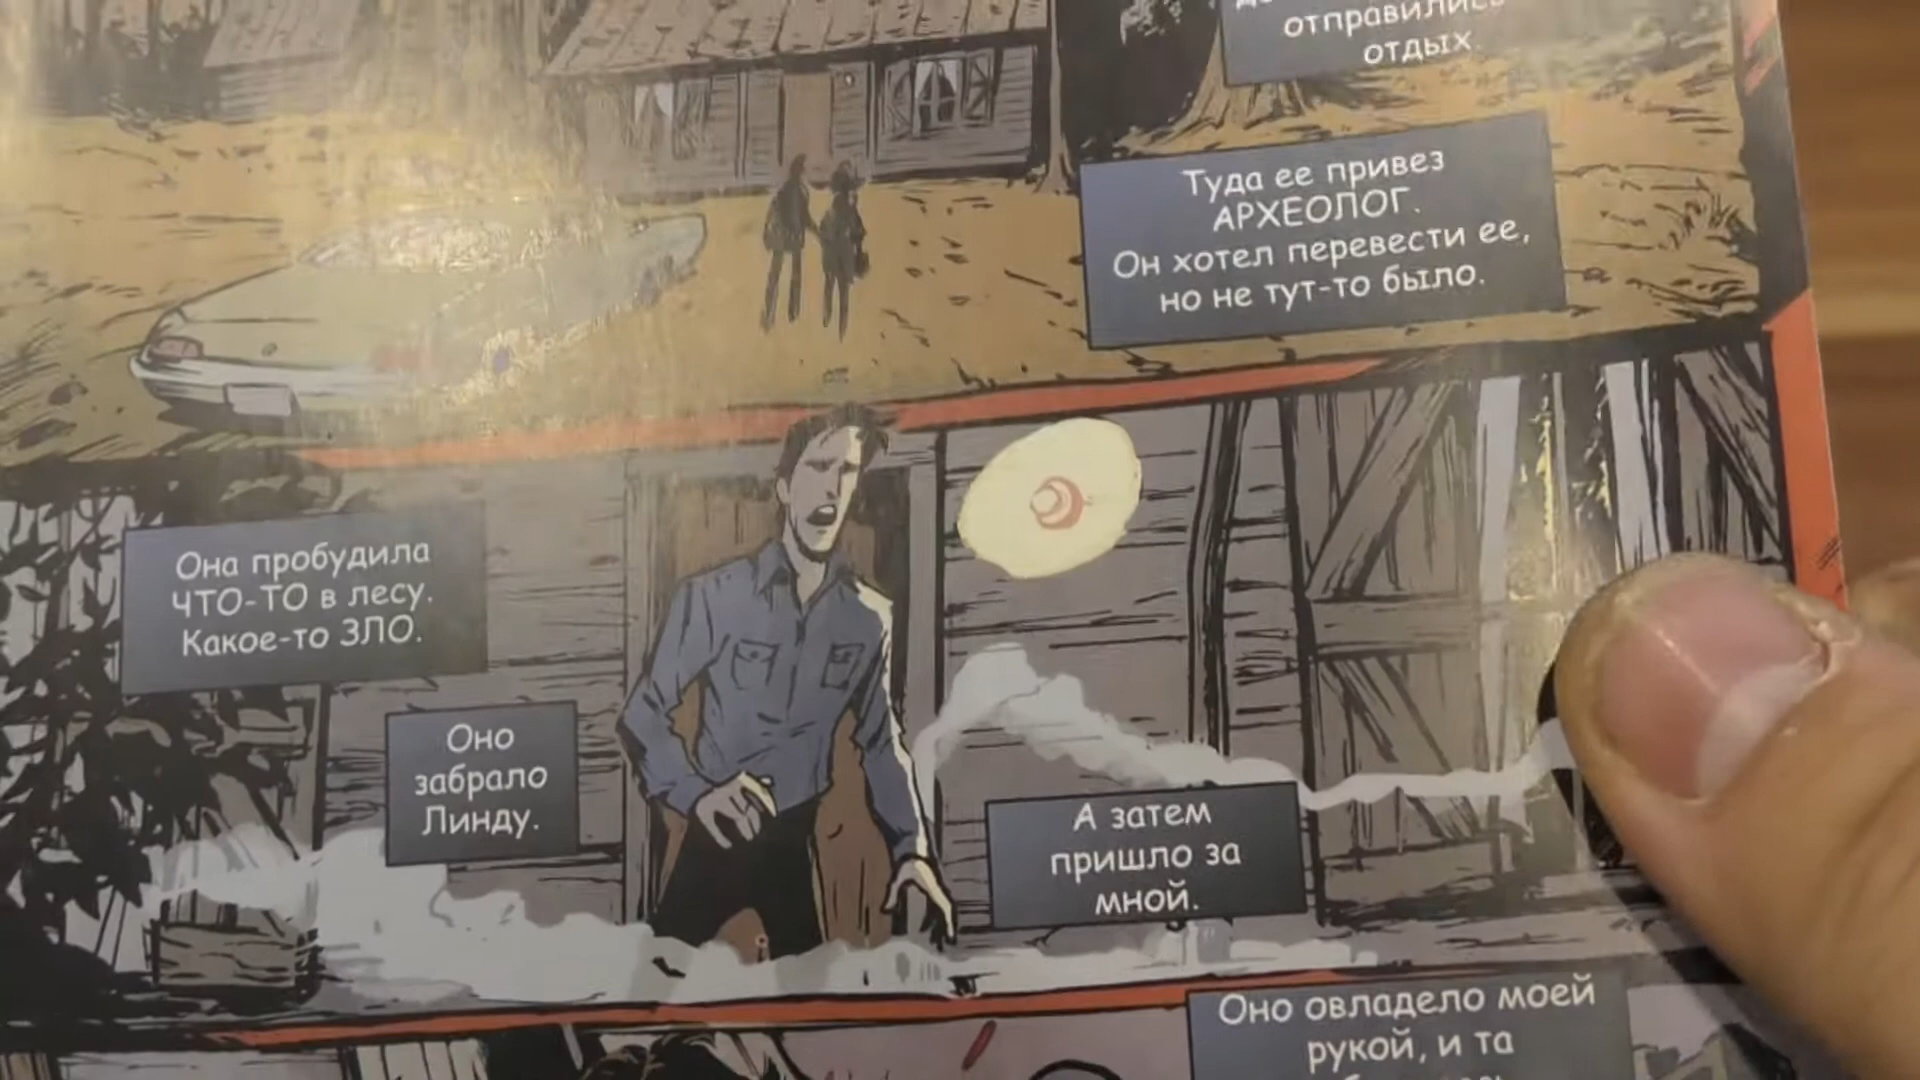 отправились
отдых.
Туда ее привез
АРХЕОЛОГ.
Он хотел перевести ее,
но не тут-то было.
Она пробудила
ЧТО-ТО в лесу.
Какое-то ЗЛО.
Оно
забрало
Линду.
А затем
пришло за
мной.
Оно овладело моей
рукой, и та